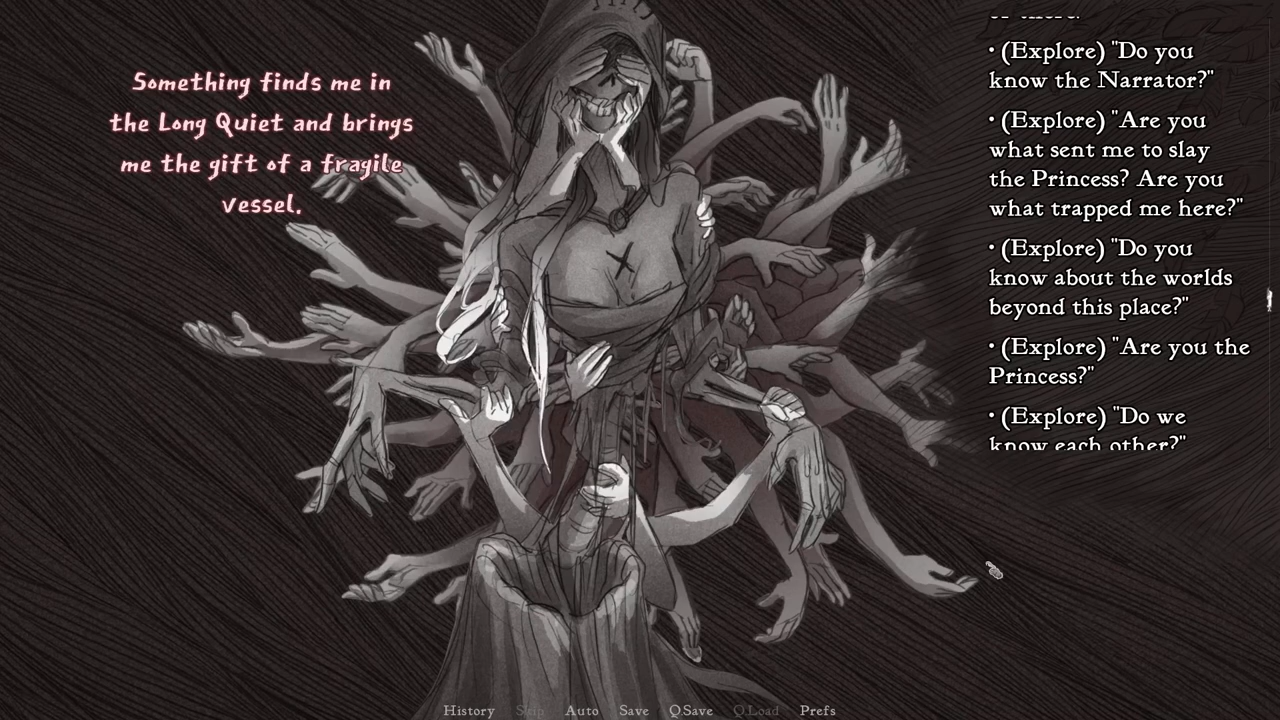 Something finds me in
the Long Quiet and brings
me the gift of a fragile
vessel.
or there."
• (Explore) "Do you
know the Narrator?"
• (Explore) "Are you
what sent me to slay
the Princess? Are you
what trapped me here?"
• (Explore) "Do you
know about the worlds
beyond this place?"
• (Explore) "Are you the
Princess?"
• (Explore) "Do we
know each other?"
History Skip Auto Save Q.Save Q.Load Prefs